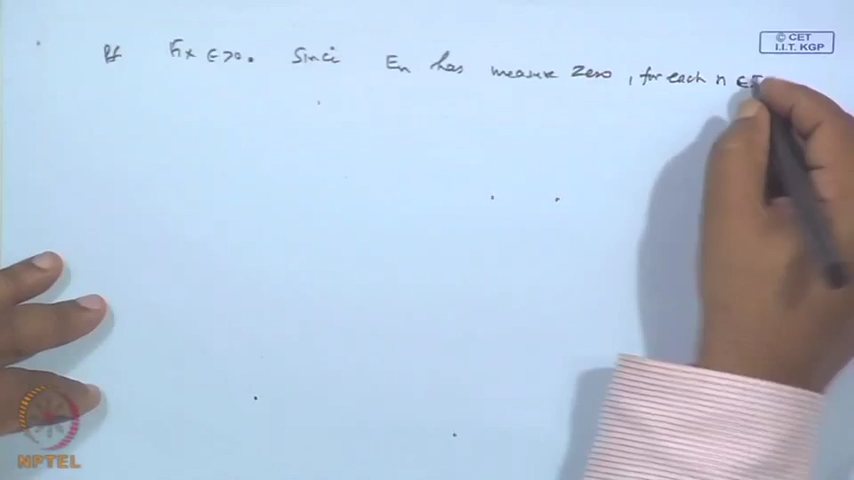 © CET
I.I.T. KGP
Pf Fix ϵ>0. Since En has measure zero, for each n ∈
NPTEL